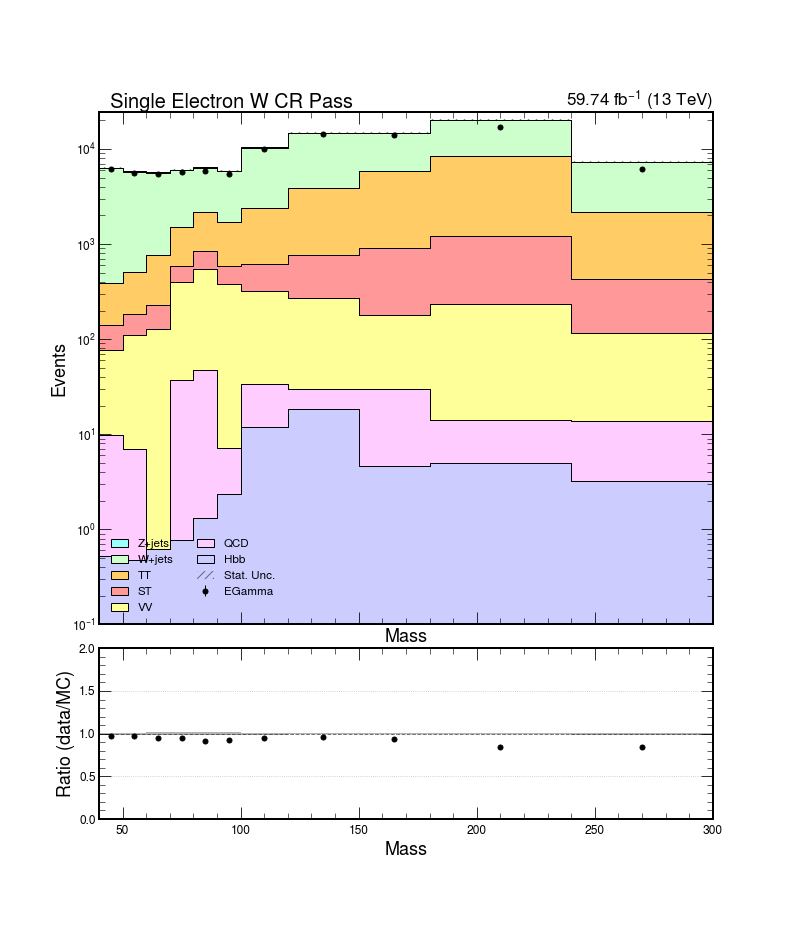 Single Electron W CR Pass
59.74 fb⁻¹ (13 TeV)
10⁴
10³
10²
10¹
10⁰
10⁻¹
Events
Z+jets
W+jets
TT
ST
VV
QCD
Hbb
Stat. Unc.
EGamma
Mass
2.0
1.5
1.0
0.5
0.0
Ratio (data/MC)
50 100 150 200 250 300
Mass